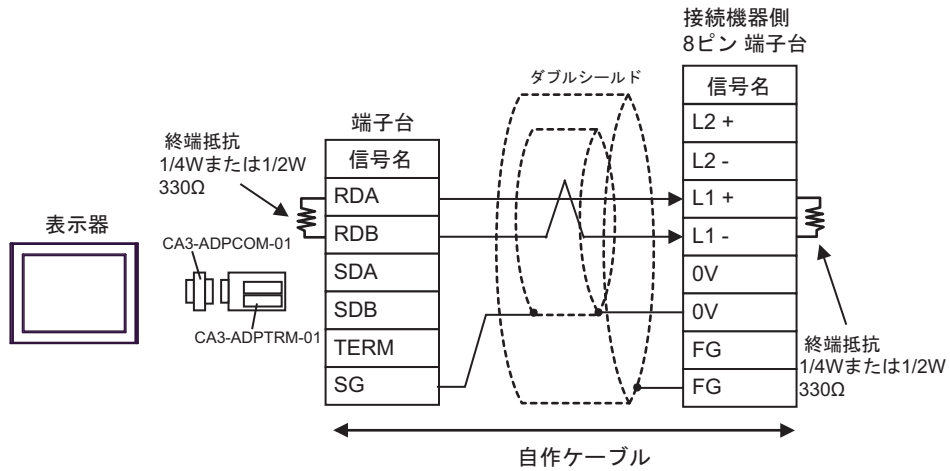 接続機器側
8ピン 端子台
ダブルシールド
信号名
L2 +
L2 -
L1 +
L1 -
0V
0V
FG
FG
終端抵抗
1/4Wまたは1/2W
330Ω
端子台
信号名
RDA
RDB
SDA
SDB
TERM
SG
終端抵抗
1/4Wまたは1/2W
330Ω
表示器
CA3-ADPCOM-01
CA3-ADPTRM-01
自作ケーブル